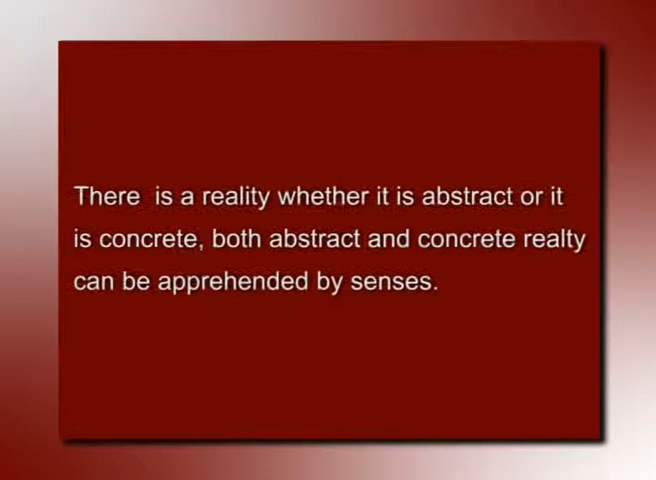 There is a reality whether it is abstract or it
is concrete, both abstract and concrete realty
can be apprehended by senses.